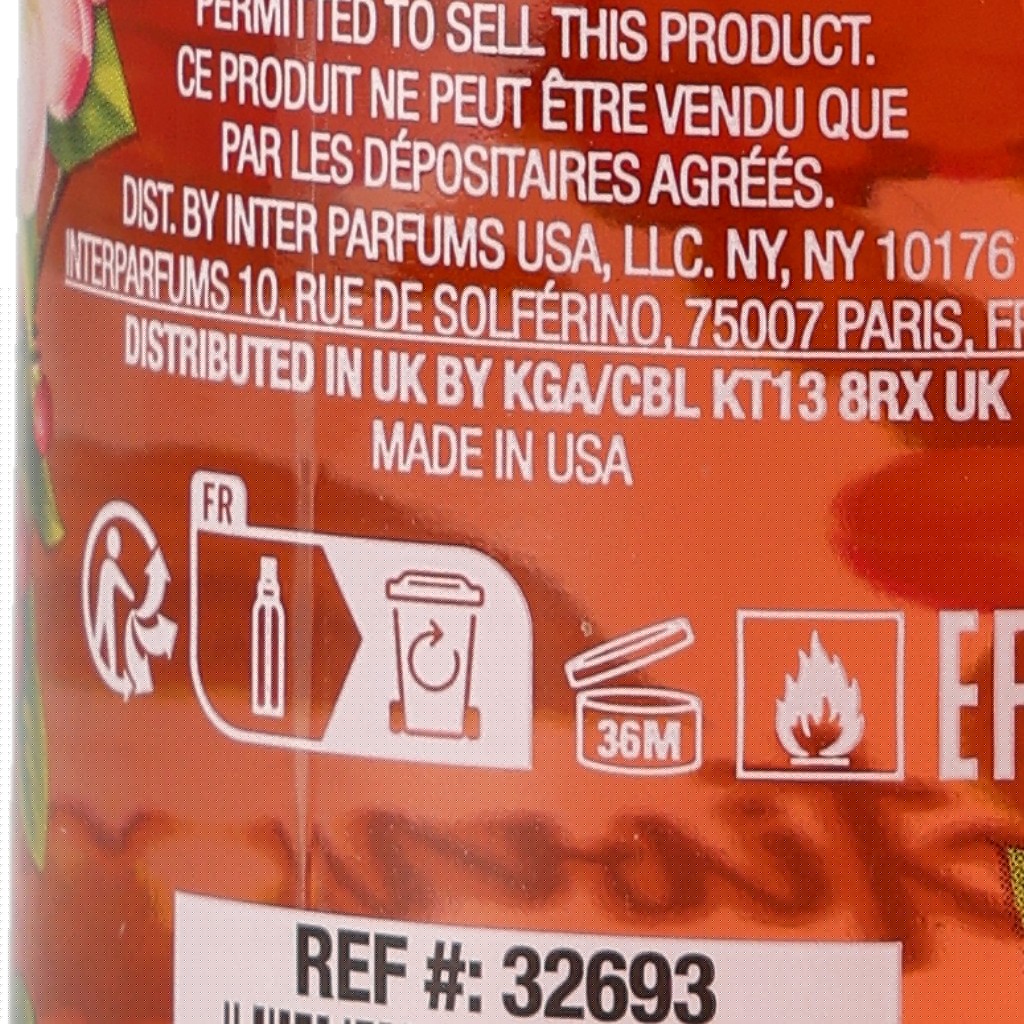 PERMITTED TO SELL THIS PRODUCT.
CE PRODUIT NE PEUT ÊTRE VENDU QUE
PAR LES DÉPOSITAIRES AGRÉÉS.
DIST. BY INTER PARFUMS USA, LLC. NY, NY 10176
INTERPARFUMS 10, RUE DE SOLFÉRINO, 75007 PARIS, FR
DISTRIBUTED IN UK BY KGA/CBL KT13 8RX UK
MADE IN USA
FR
36M
REF #: 32693